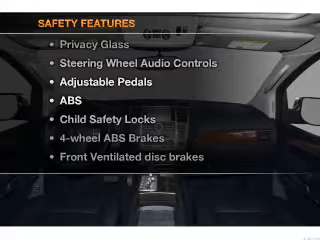 SAFETY FEATURES
• Privacy Glass
• Steering Wheel Audio Controls
• Adjustable Pedals
• ABS
• Child Safety Locks
• 4-wheel ABS Brakes
• Front Ventilated disc brakes